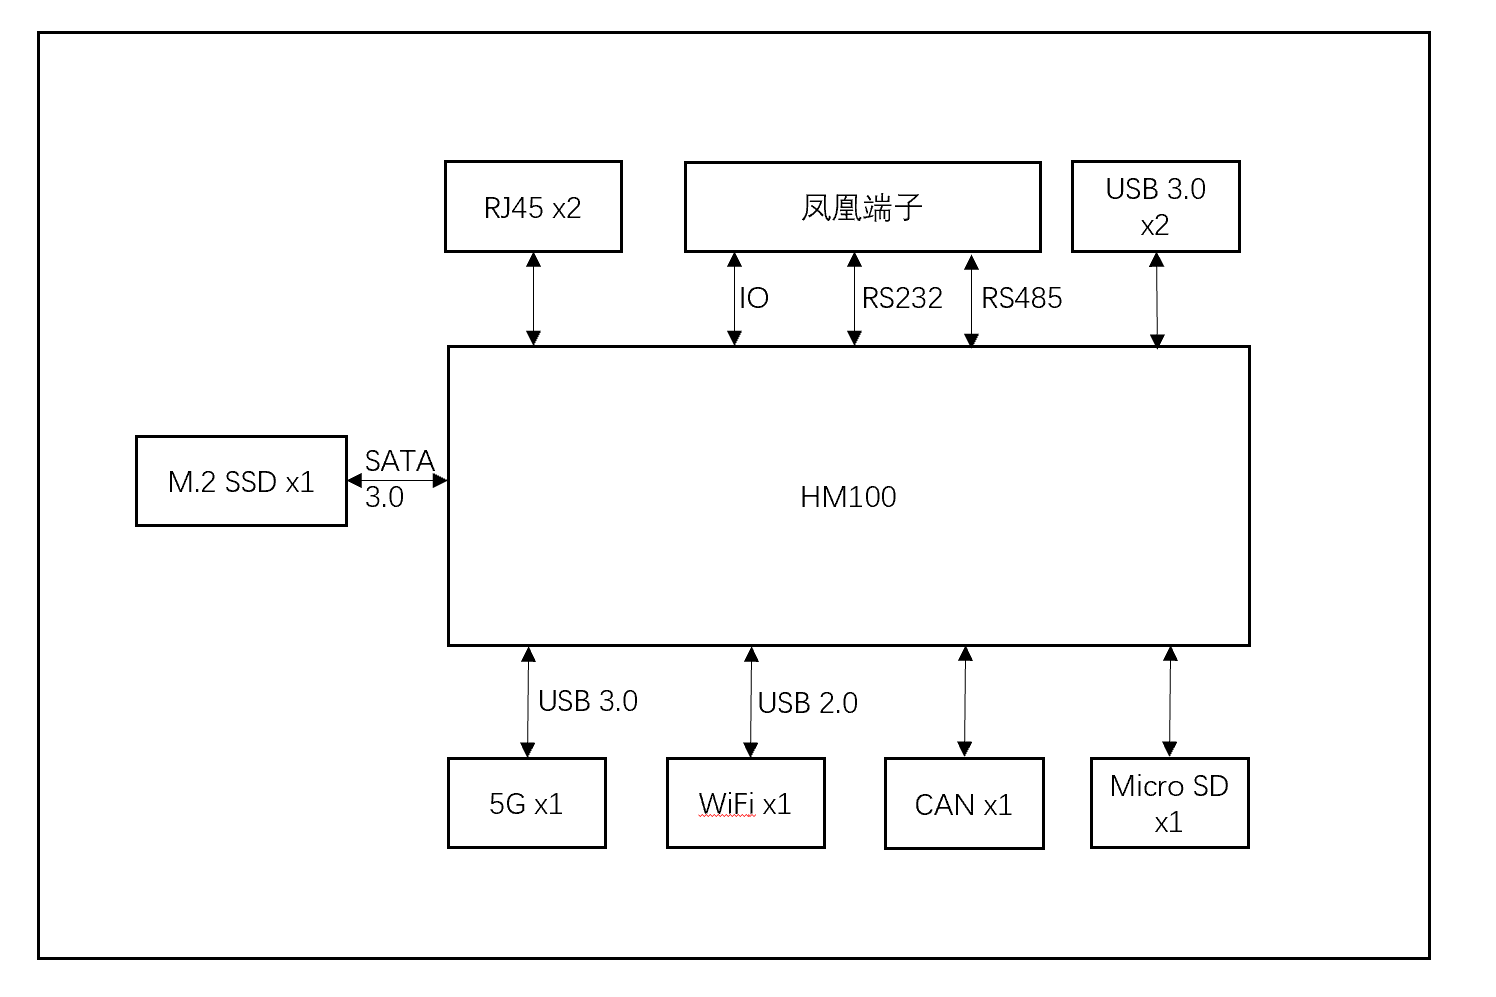 RJ45 x2
凤凰端子
USB 3.0
x2
IO
RS232
RS485
M.2 SSD x1
SATA
3.0
HM100
USB 3.0
USB 2.0
5G x1
WiFi x1
CAN x1
Micro SD
x1